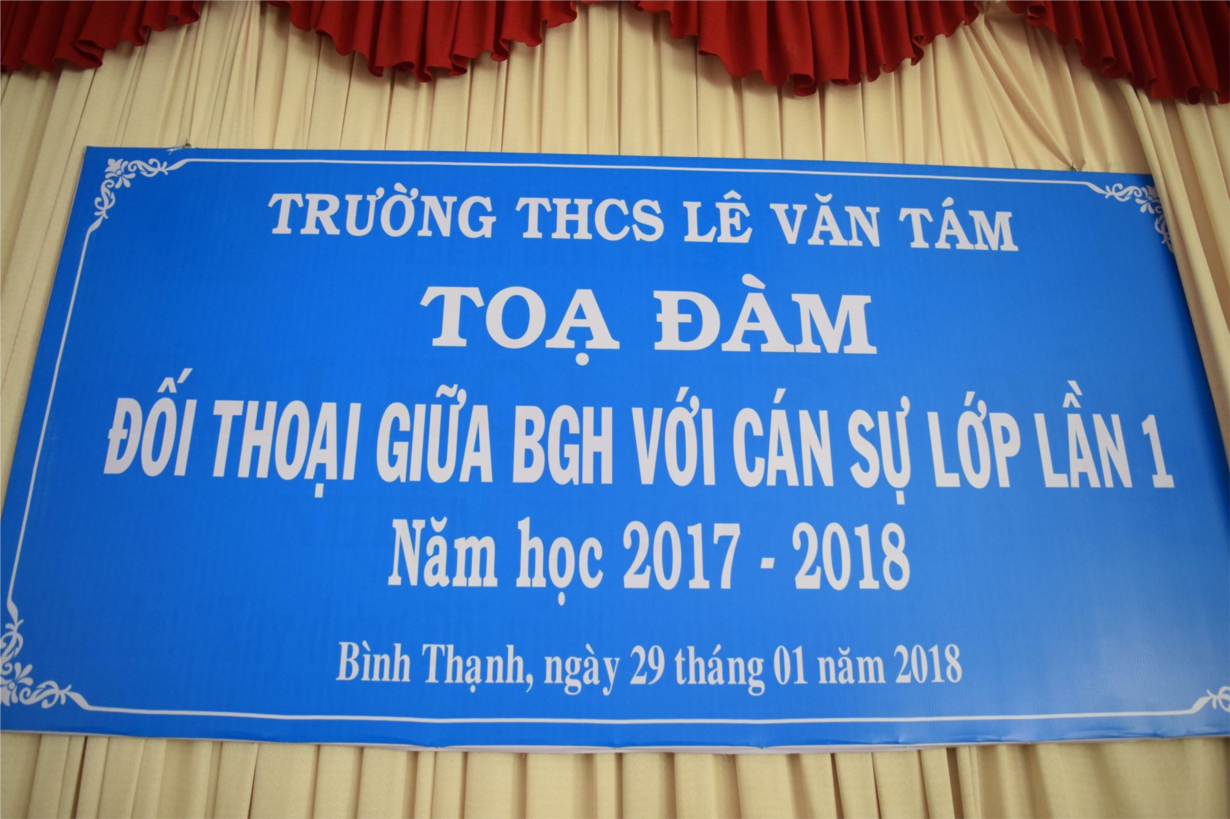 TRƯỜNG THCS LÊ VĂN TÁM
TOẠ ĐÀM
ĐỐI THOẠI GIỮA BGH VỚI CÁN SỰ LỚP LẦN 1
Năm học 2017 - 2018
Bình Thạnh, ngày 29 tháng 01 năm 2018